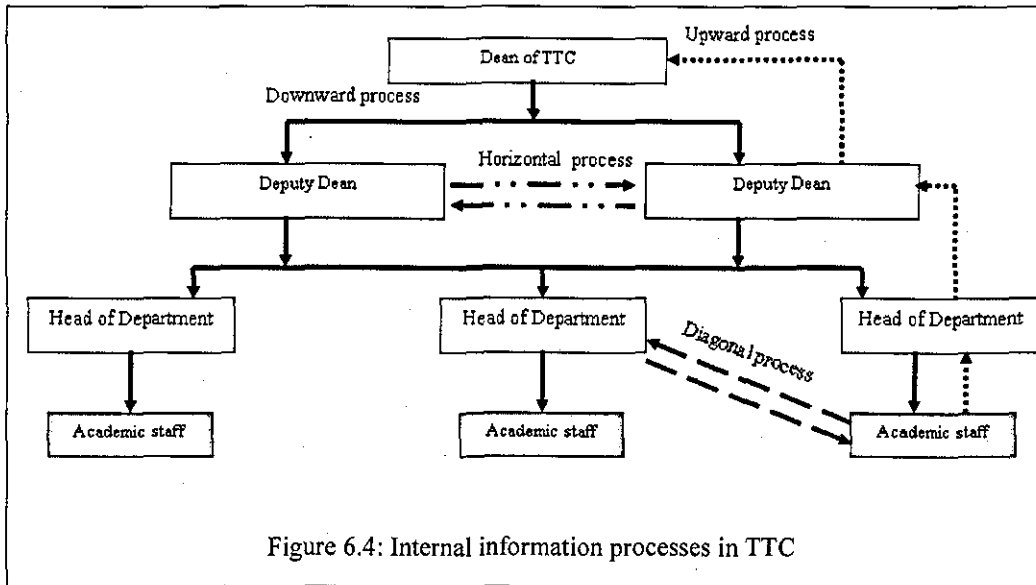 Upward process
Dean of TTC
Downward process
Horizontal process
Deputy Dean
Deputy Dean
Head of Department
Head of Department
Head of Department
Diagonal process
Academic staff
Academic staff
Academic staff
Figure 6.4: Internal information processes in TTC